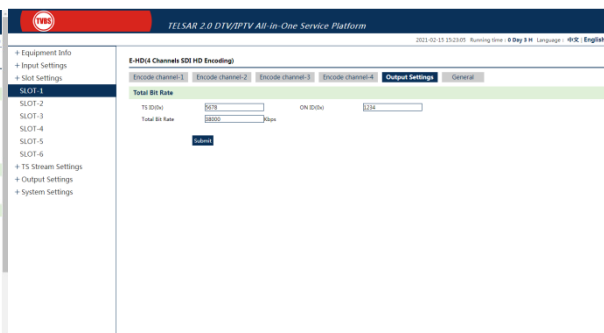 TVBS
TELSAR 2.0 DTV/IPTV All-in-One Service Platform
2021-02-15 15:23:05 Running time : 0 Day 3 H Language : 中文 | English
+ Equipment Info
+ Input Settings
+ Slot Settings
SLOT-1
SLOT-2
SLOT-3
SLOT-4
SLOT-5
SLOT-6
+ TS Stream Settings
+ Output Settings
+ System Settings
E-HD(4 Channels SDI HD Encoding)
Encode channel-1 Encode channel-2 Encode channel-3 Encode channel-4 Output Settings General
Total Bit Rate
TS ID(0x) 5678 ON ID(0x) 1234
Total Bit Rate 38000 Kbps
Submit